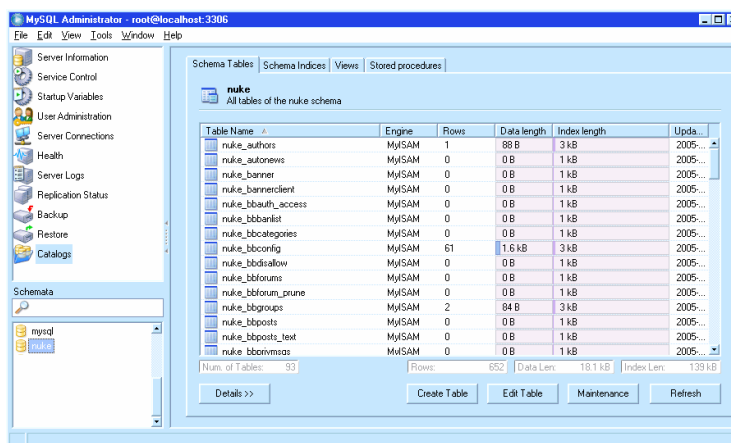 MySQL Administrator - root@localhost:3306
File Edit View Tools Window Help
Server Information
Service Control
Startup Variables
User Administration
Server Connections
Health
Server Logs
Replication Status
Backup
Restore
Catalogs
Schemata
mysql
nuke
Schema Tables Schema Indices Views Stored procedures
nuke
All tables of the nuke schema
Table Name Engine Rows Data length Index length Upda...
nuke_authors MyISAM 1 88 B 3 kB 2005-...
nuke_autonews MyISAM 0 0 B 1 kB 2005-...
nuke_banner MyISAM 0 0 B 1 kB 2005-...
nuke_bannerclient MyISAM 0 0 B 1 kB 2005-...
nuke_bbauth_access MyISAM 0 0 B 1 kB 2005-...
nuke_bbbanlist MyISAM 0 0 B 1 kB 2005-...
nuke_bbcategories MyISAM 0 0 B 1 kB 2005-...
nuke_bbconfig MyISAM 61 1.6 kB 3 kB 2005-...
nuke_bbdisallow MyISAM 0 0 B 1 kB 2005-...
nuke_bbforums MyISAM 0 0 B 1 kB 2005-...
nuke_bbforum_prune MyISAM 0 0 B 1 kB 2005-...
nuke_bbgroups MyISAM 2 84 B 3 kB 2005-...
nuke_bbposts MyISAM 0 0 B 1 kB 2005-...
nuke_bbposts_text MyISAM 0 0 B 1 kB 2005-...
nuke_bbprivmsgs MyISAM 0 0 B 1 kB 2005-...
Num. of Tables: 93 Rows: 652 Data Len: 18.1 kB Index Len: 139 kB
Details >> Create Table Edit Table Maintenance Refresh